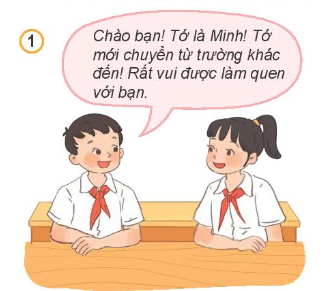 1
Chào bạn! Tớ là Minh! Tớ
mới chuyển từ trường khác
đến! Rất vui được làm quen
với bạn.